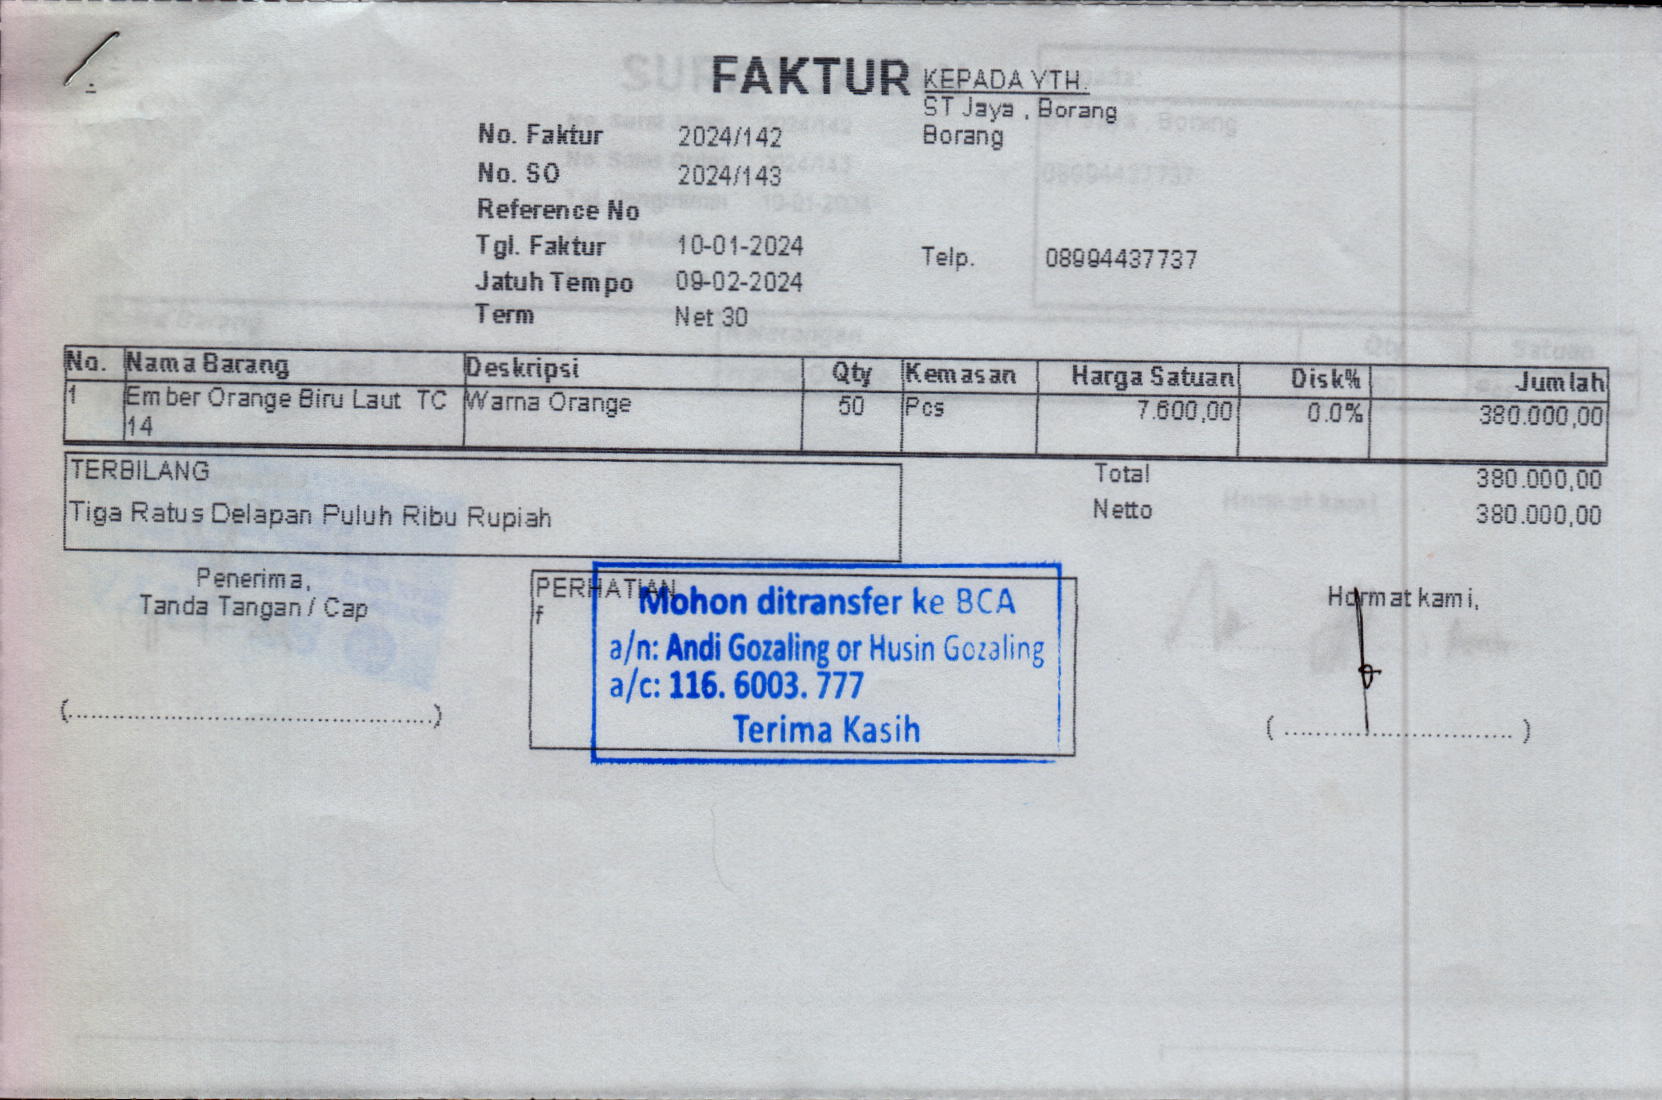 FAKTUR
KEPADA YTH.
ST Jaya , Borang
Borang
No. Faktur 2024/142
No. SO 2024/143
Reference No
Tgl. Faktur 10-01-2024
Telp. 08994437737
Jatuh Tempo 09-02-2024
Term Net 30
No. Nama Barang Deskripsi Qty Kemasan Harga Satuan Disk% Jumlah
1 Ember Orange Biru Laut TC Warna Orange 50 Pcs 7.600,00 0.0% 380.000,00
14
TERBILANG
Tiga Ratus Delapan Puluh Ribu Rupiah
Total 380.000,00
Netto 380.000,00
Penerima,
Tanda Tangan / Cap
(................................................)
PERHATIAN
f
Mohon ditransfer ke BCA
a/n: Andi Gozaling or Husin Gozaling
a/c: 116. 6003. 777
Terima Kasih
Hormat kami,
( ............................... )